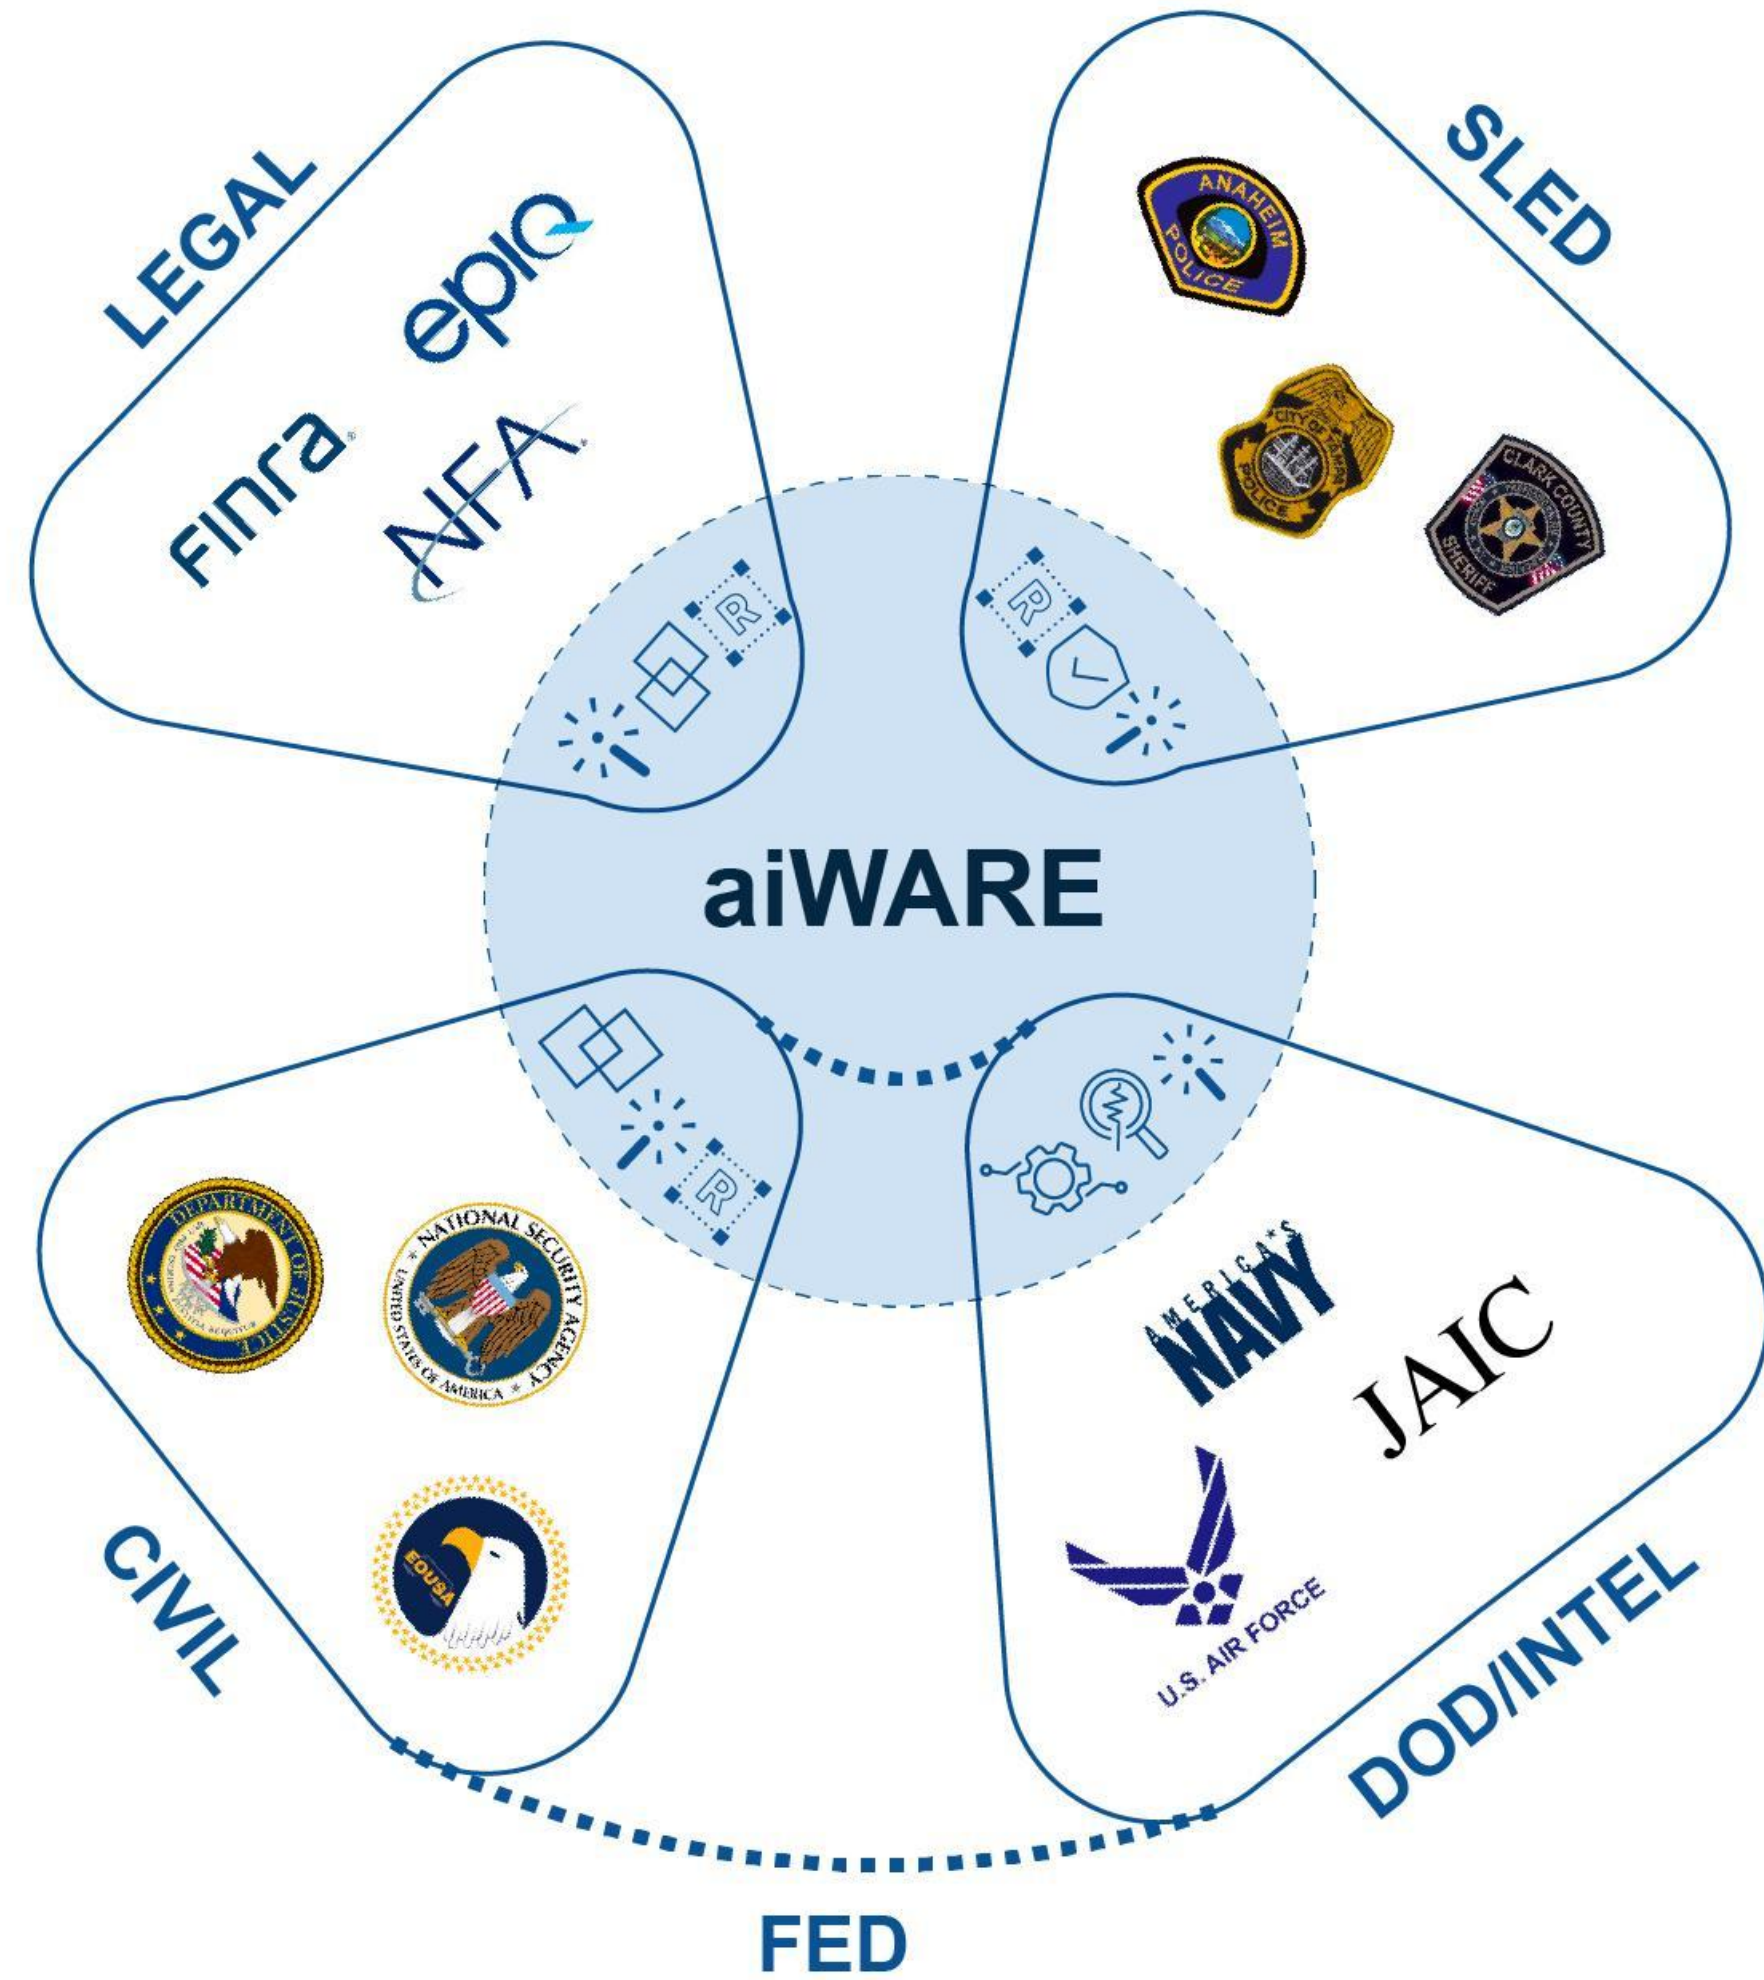 LEGAL
epiq
FINra
NFA
R
SLED
ANAHEIM
POLICE
CITY OF TAMPA
POLICE
CLARK COUNTY
SHERIFF
R
aiWARE
R
CIVIL
DEPARTMENT OF JUSTICE
NATIONAL SECURITY AGENCY
UNITED STATES OF AMERICA
EOUSA
AMERICA*S
NAVY
JAIC
U.S. AIR FORCE
DOD/INTEL
FED